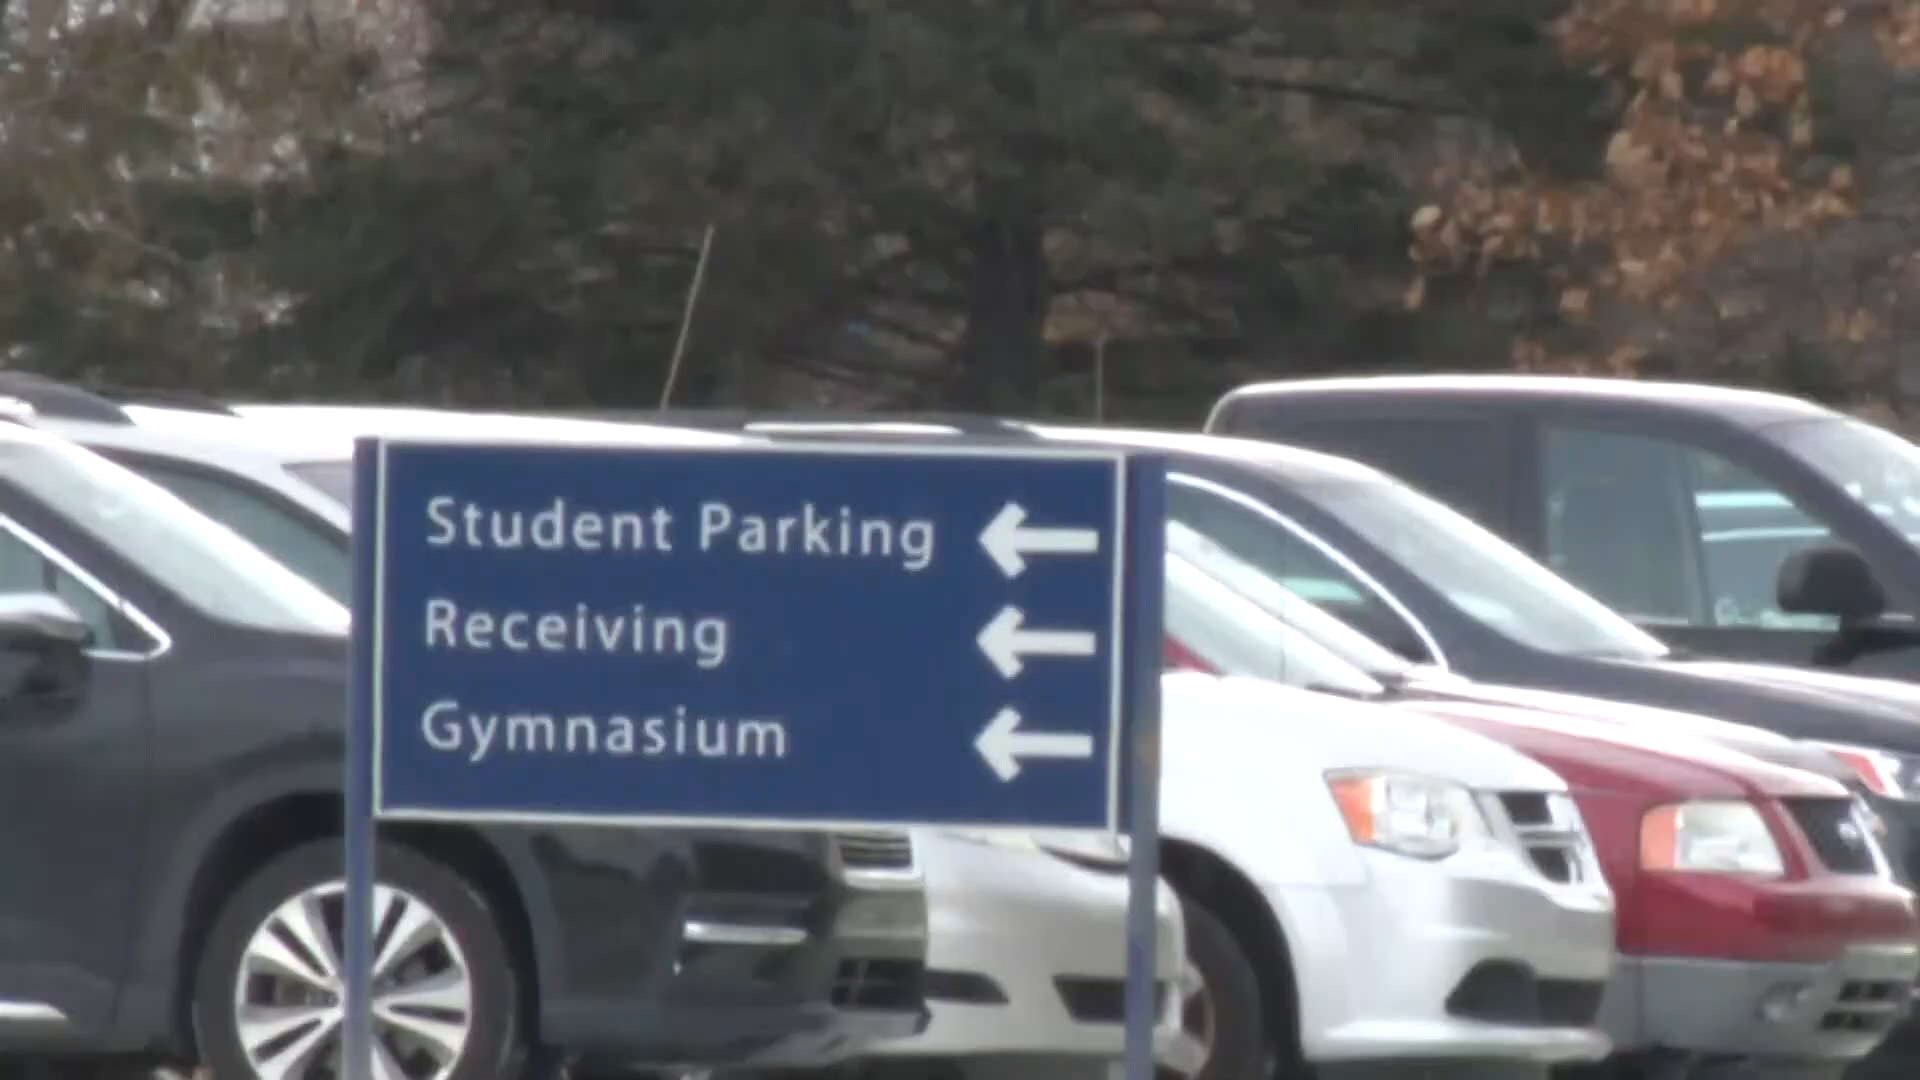 Student Parking ←
Receiving ←
Gymnasium ←